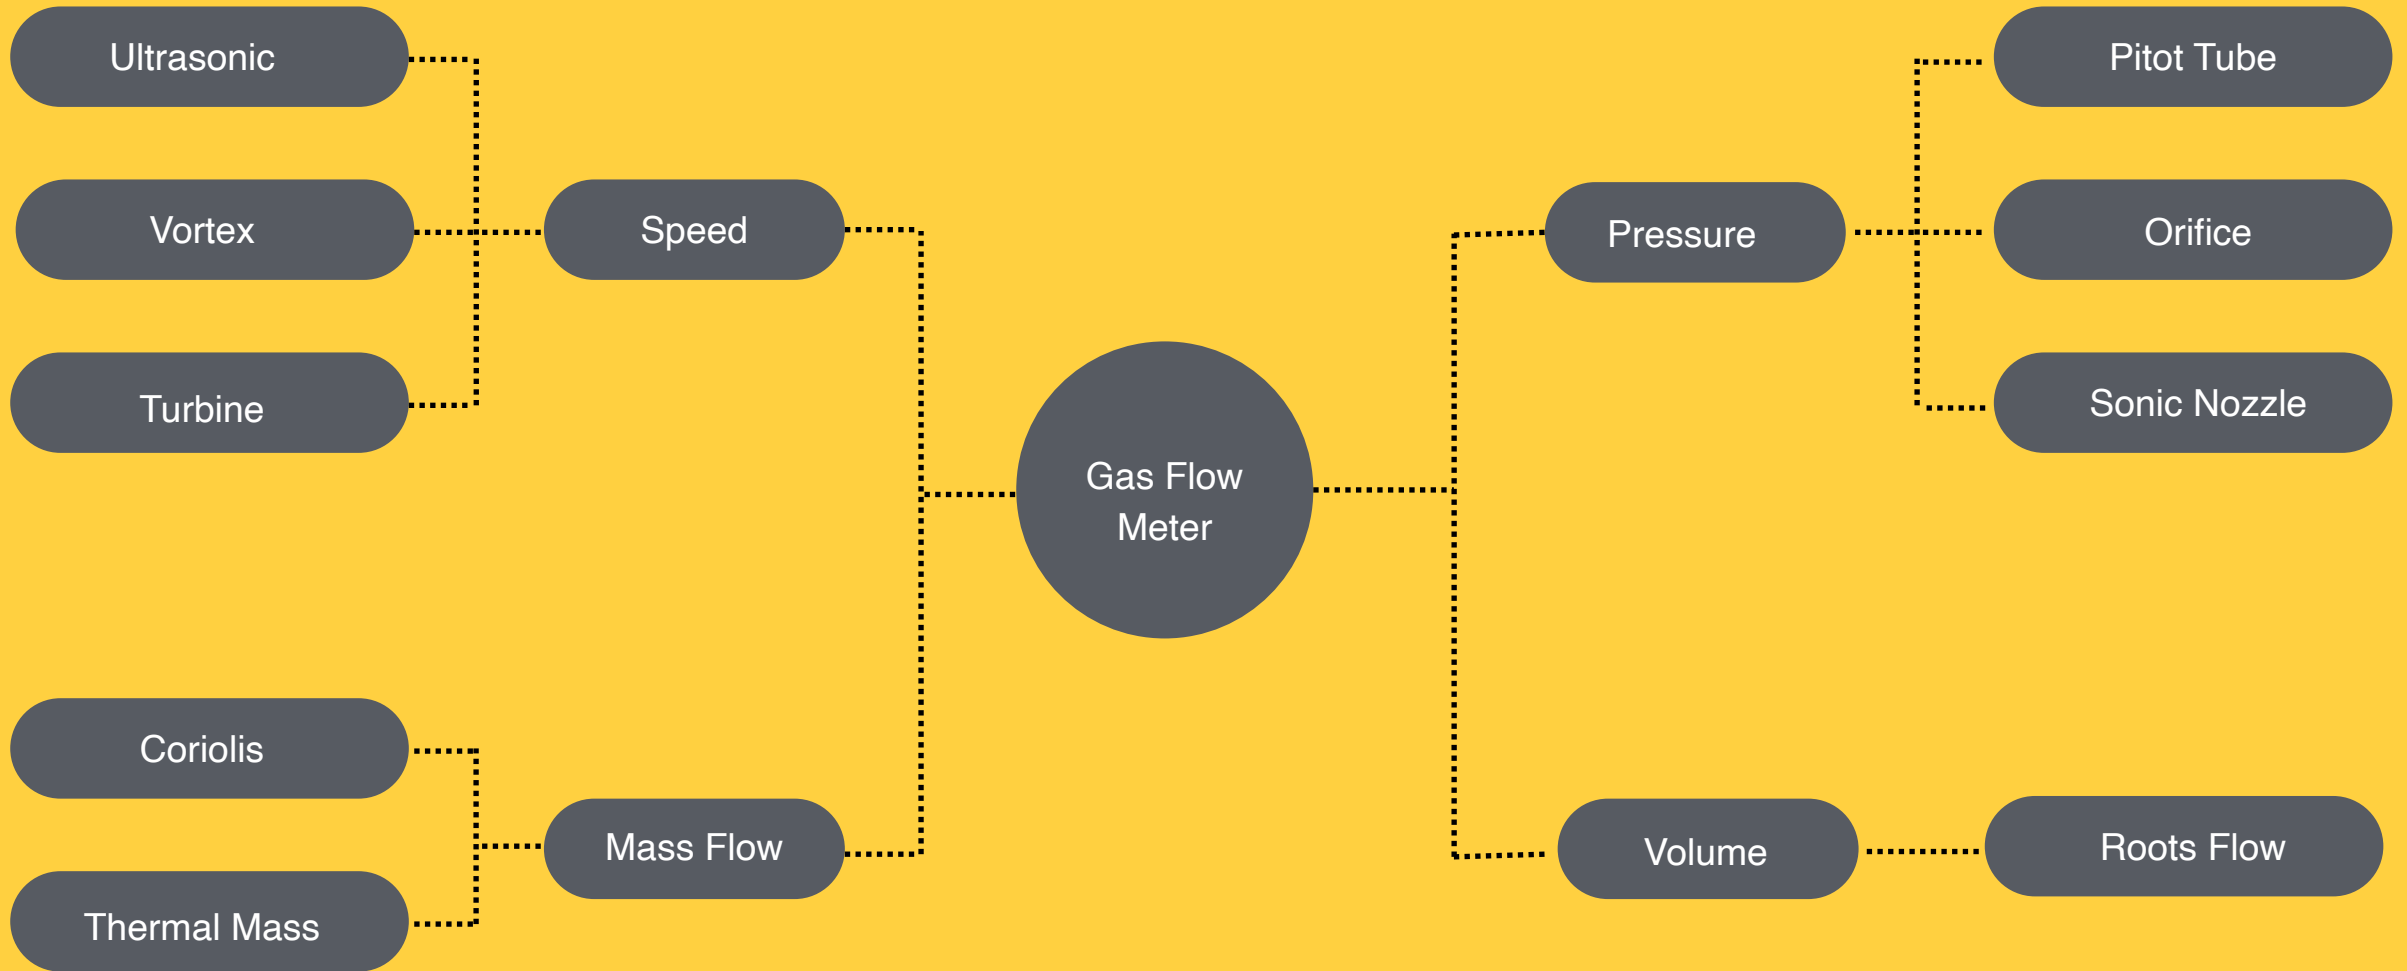 Ultrasonic
Vortex
Turbine
Speed
Coriolis
Thermal Mass
Mass Flow
Gas Flow
Meter
Pressure
Pitot Tube
Orifice
Sonic Nozzle
Volume
Roots Flow